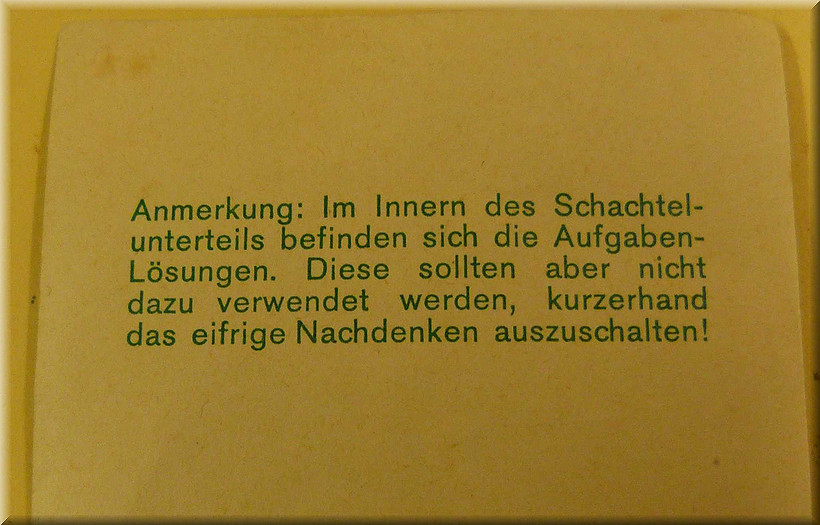 Anmerkung: Im Innern des Schachtel-
unterteils befinden sich die Aufgaben-
Lösungen. Diese sollten aber nicht
dazu verwendet werden, kurzerhand
das eifrige Nachdenken auszuschalten!